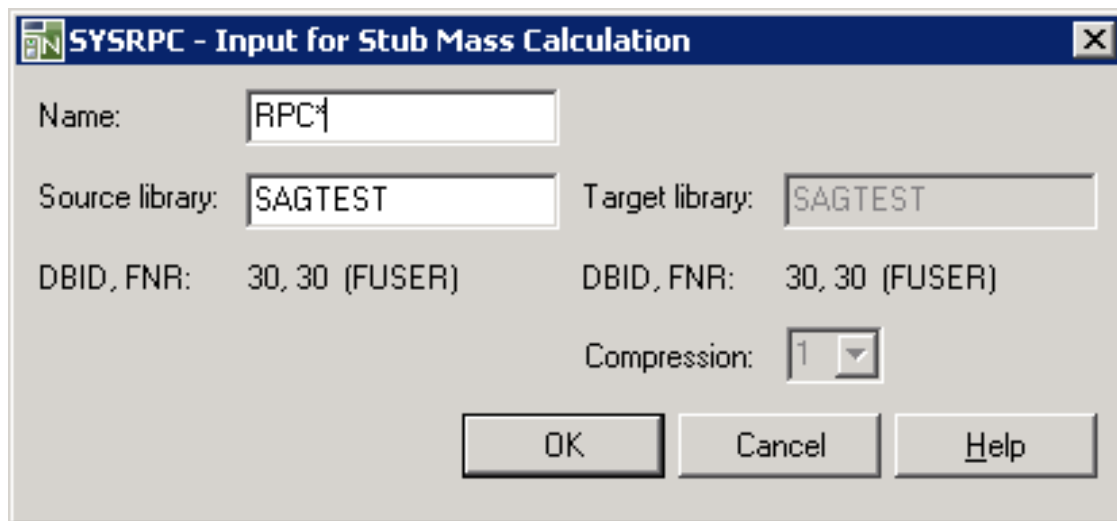 SYSRPC - Input for Stub Mass Calculation
Name: RPC*
Source library: SAGTEST Target library: SAGTEST
DBID, FNR: 30, 30 (FUSER) DBID, FNR: 30, 30 (FUSER)
Compression: 1
OK Cancel Help